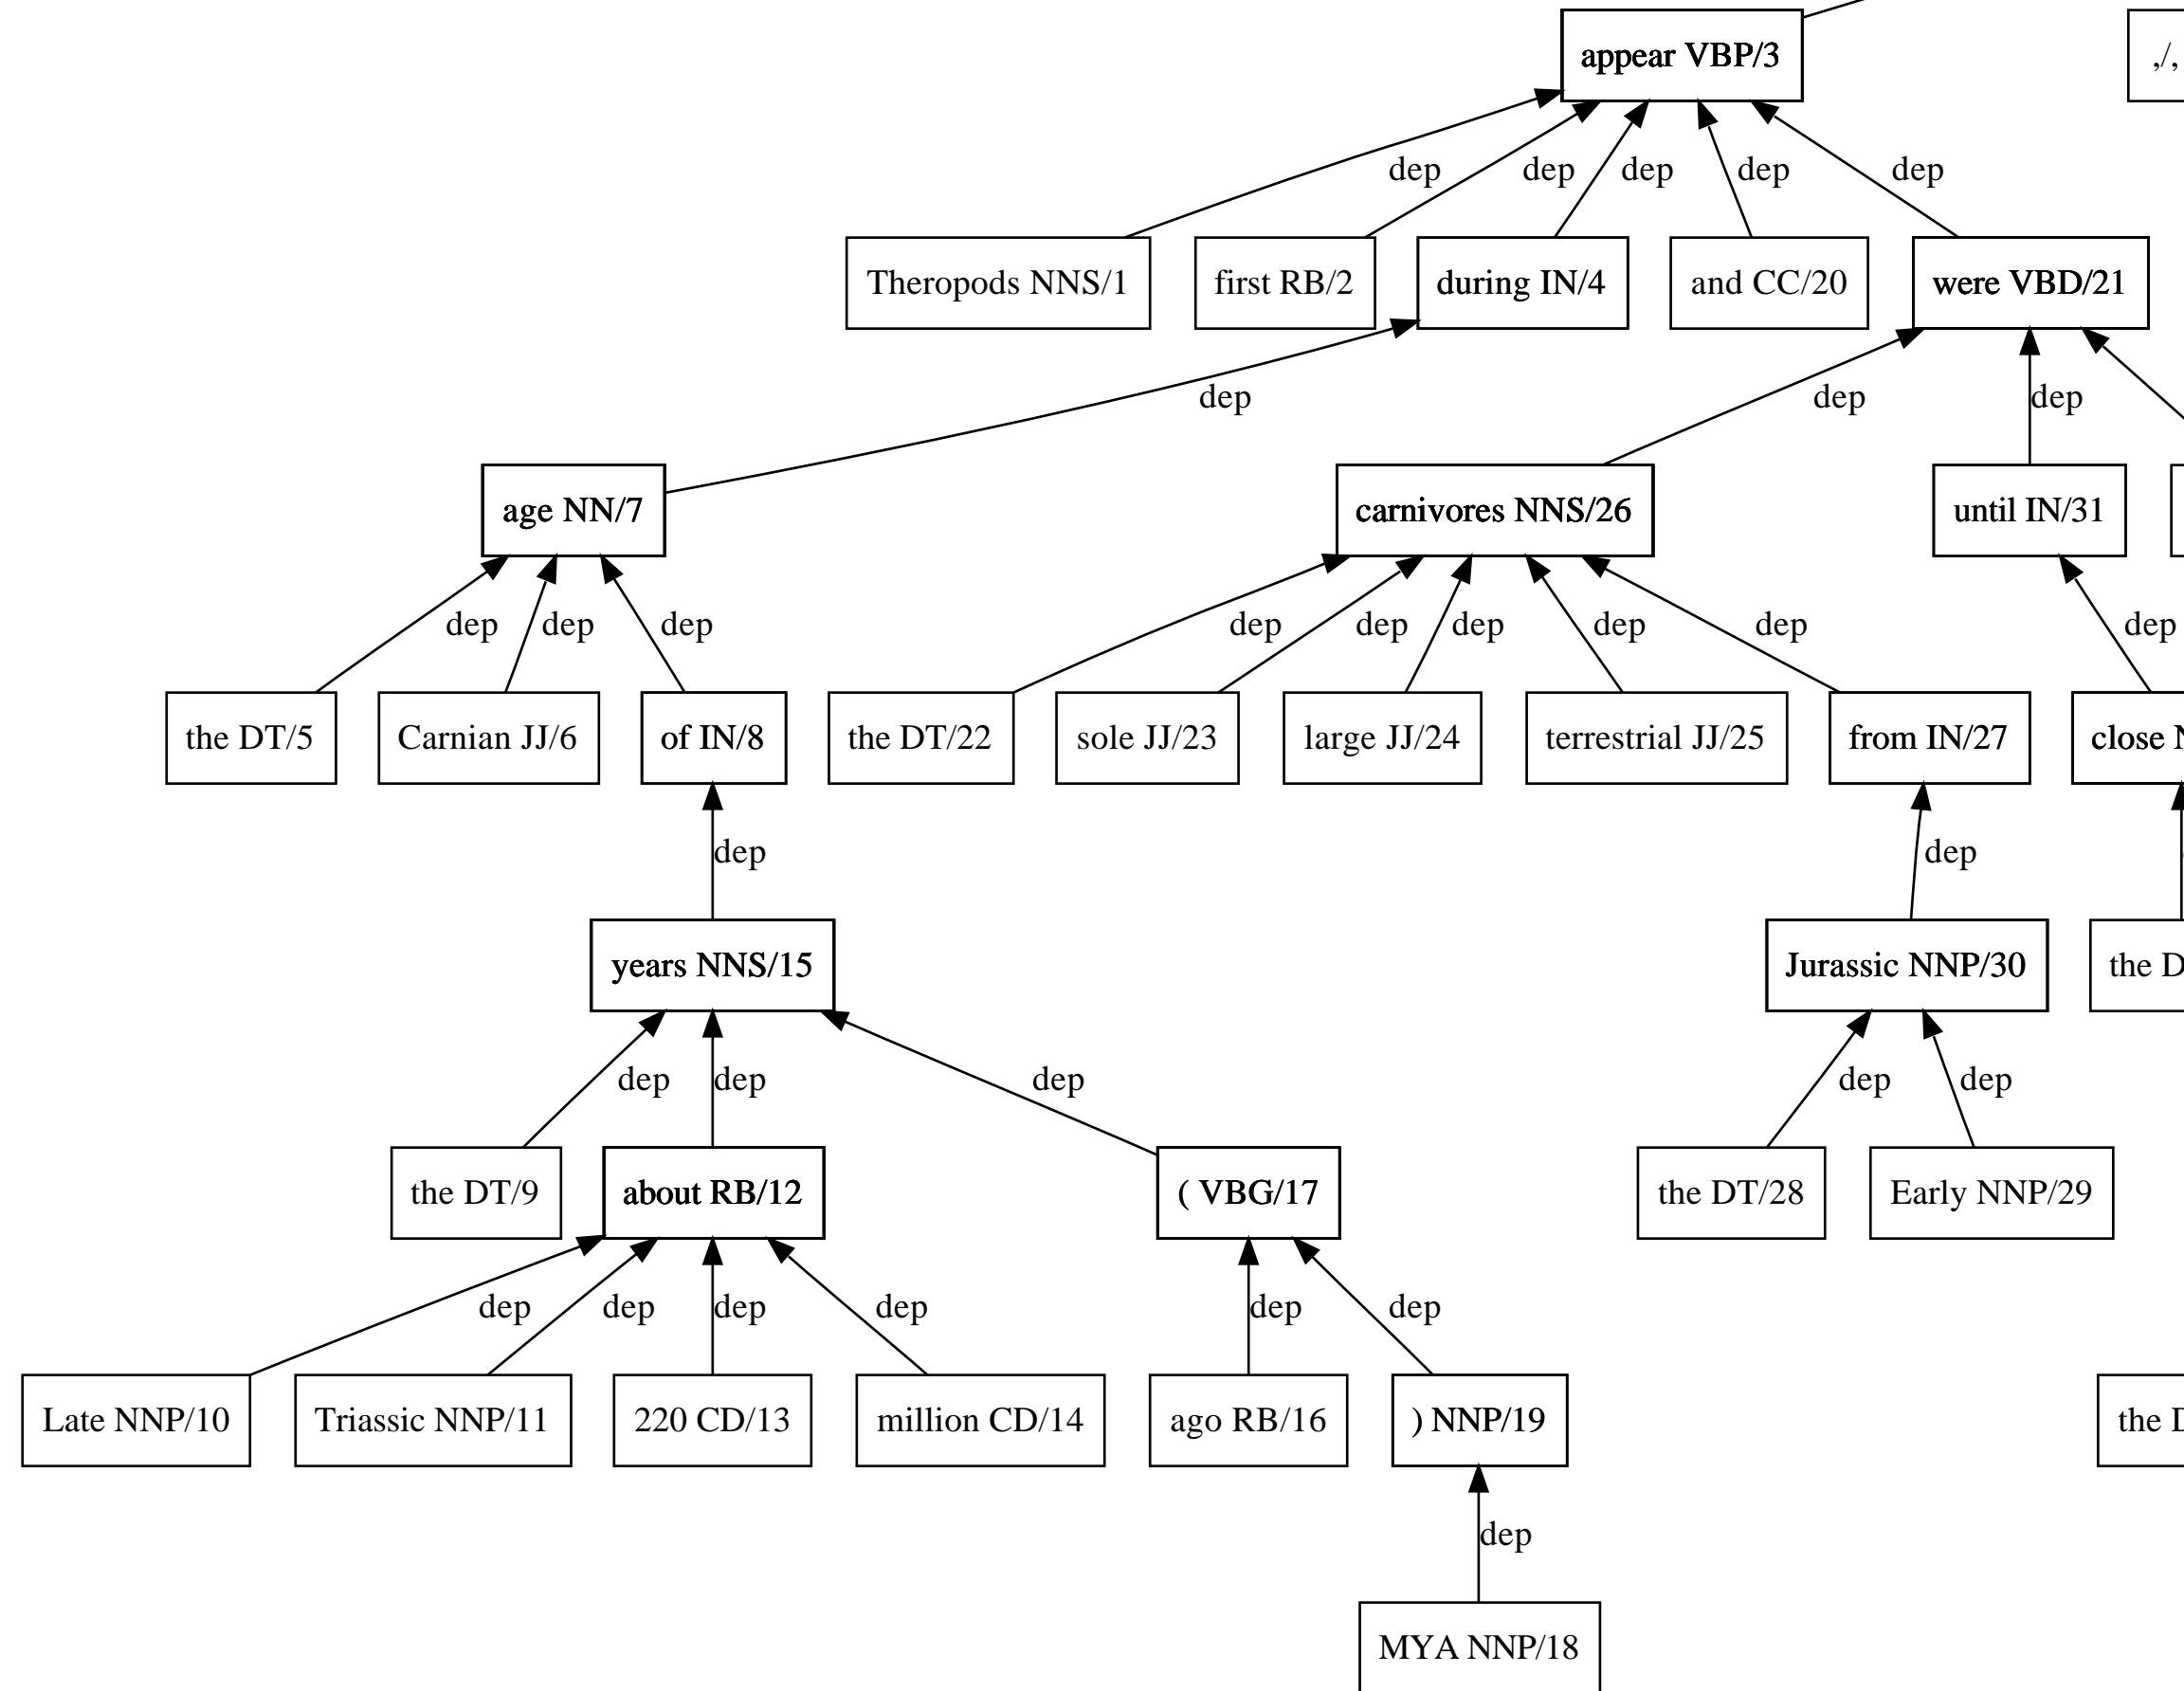 appear VBP/3
,/,
dep dep dep dep dep
Theropods NNS/1 first RB/2 during IN/4 and CC/20 were VBD/21
dep dep dep
age NN/7 carnivores NNS/26 until IN/31
dep dep dep dep dep dep dep dep dep
the DT/5 Carnian JJ/6 of IN/8 the DT/22 sole JJ/23 large JJ/24 terrestrial JJ/25 from IN/27 close
dep dep
years NNS/15 Jurassic NNP/30 the
dep dep dep dep dep
the DT/9 about RB/12 ( VBG/17 the DT/28 Early NNP/29
dep dep dep dep dep dep
Late NNP/10 Triassic NNP/11 220 CD/13 million CD/14 ago RB/16 ) NNP/19 the
dep
MYA NNP/18